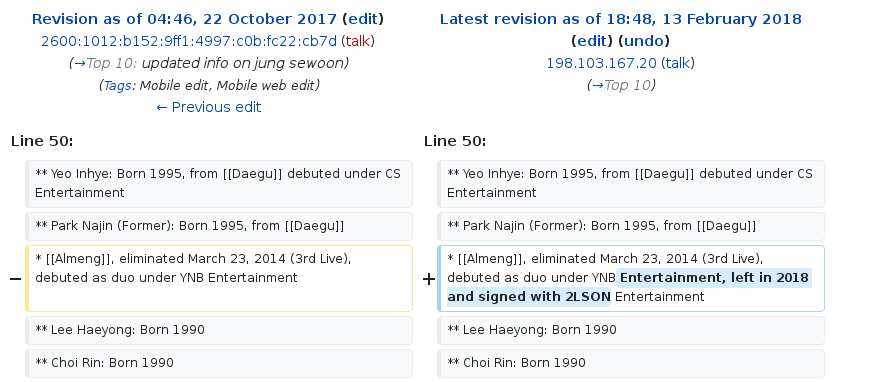 Revision as of 04:46, 22 October 2017 (edit)
2600:1012:b152:9ff1:4997:c0b:fc22:cb7d (talk)
(→Top 10: updated info on jung sewoon)
(Tags: Mobile edit, Mobile web edit)
← Previous edit
Latest revision as of 18:48, 13 February 2018
(edit) (undo)
198.103.167.20 (talk)
(→Top 10)
Line 50:
Line 50:
** Yeo Inhye: Born 1995, from [[Daegu]] debuted under CS
Entertainment
** Yeo Inhye: Born 1995, from [[Daegu]] debuted under CS
Entertainment
** Park Najin (Former): Born 1995, from [[Daegu]]
** Park Najin (Former): Born 1995, from [[Daegu]]
− * [[Almeng]], eliminated March 23, 2014 (3rd Live),
debuted as duo under YNB Entertainment
+ * [[Almeng]], eliminated March 23, 2014 (3rd Live),
debuted as duo under YNB Entertainment, left in 2018
and signed with 2LSON Entertainment
** Lee Haeyong: Born 1990
** Lee Haeyong: Born 1990
** Choi Rin: Born 1990
** Choi Rin: Born 1990